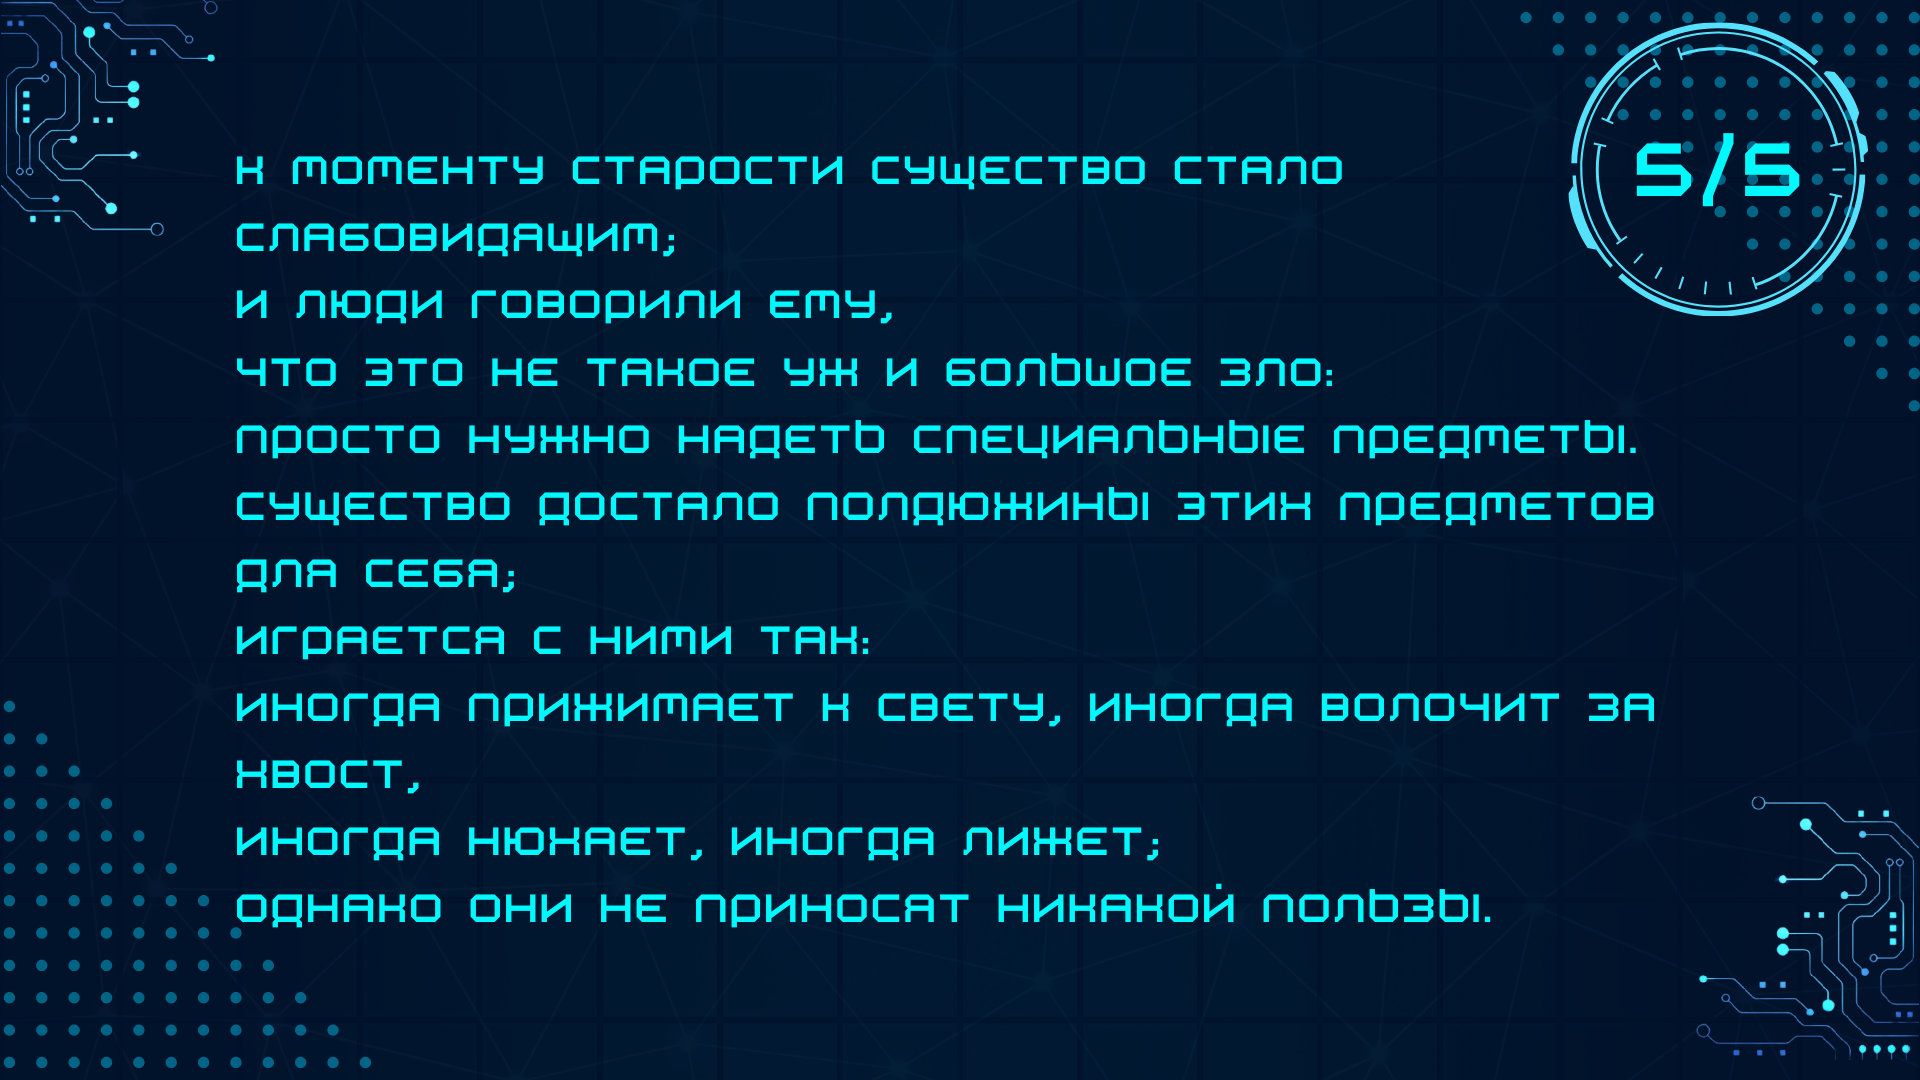 К МОМЕНТУ СТАРОСТИ СУЩЕСТВО СТАЛО
СЛАБОВИДЯЩИМ;
И ЛЮДИ ГОВОРИЛИ ЕМУ,
ЧТО ЭТО НЕ ТАКОЕ УЖ И БОЛЬШОЕ ЗЛО:
ПРОСТО НУЖНО НАДЕТЬ СПЕЦИАЛЬНЫЕ ПРЕДМЕТЫ.
СУЩЕСТВО ДОСТАЛО ПОЛДЮЖИНЫ ЭТИХ ПРЕДМЕТОВ
ДЛЯ СЕБЯ;
ИГРАЕТСЯ С НИМИ ТАК:
ИНОГДА ПРИЖИМАЕТ К СВЕТУ, ИНОГДА ВОЛОЧИТ ЗА
ХВОСТ,
ИНОГДА НЮХАЕТ, ИНОГДА ЛИЖЕТ;
ОДНАКО ОНИ НЕ ПРИНОСЯТ НИКАКОЙ ПОЛЬЗЫ.
5/5